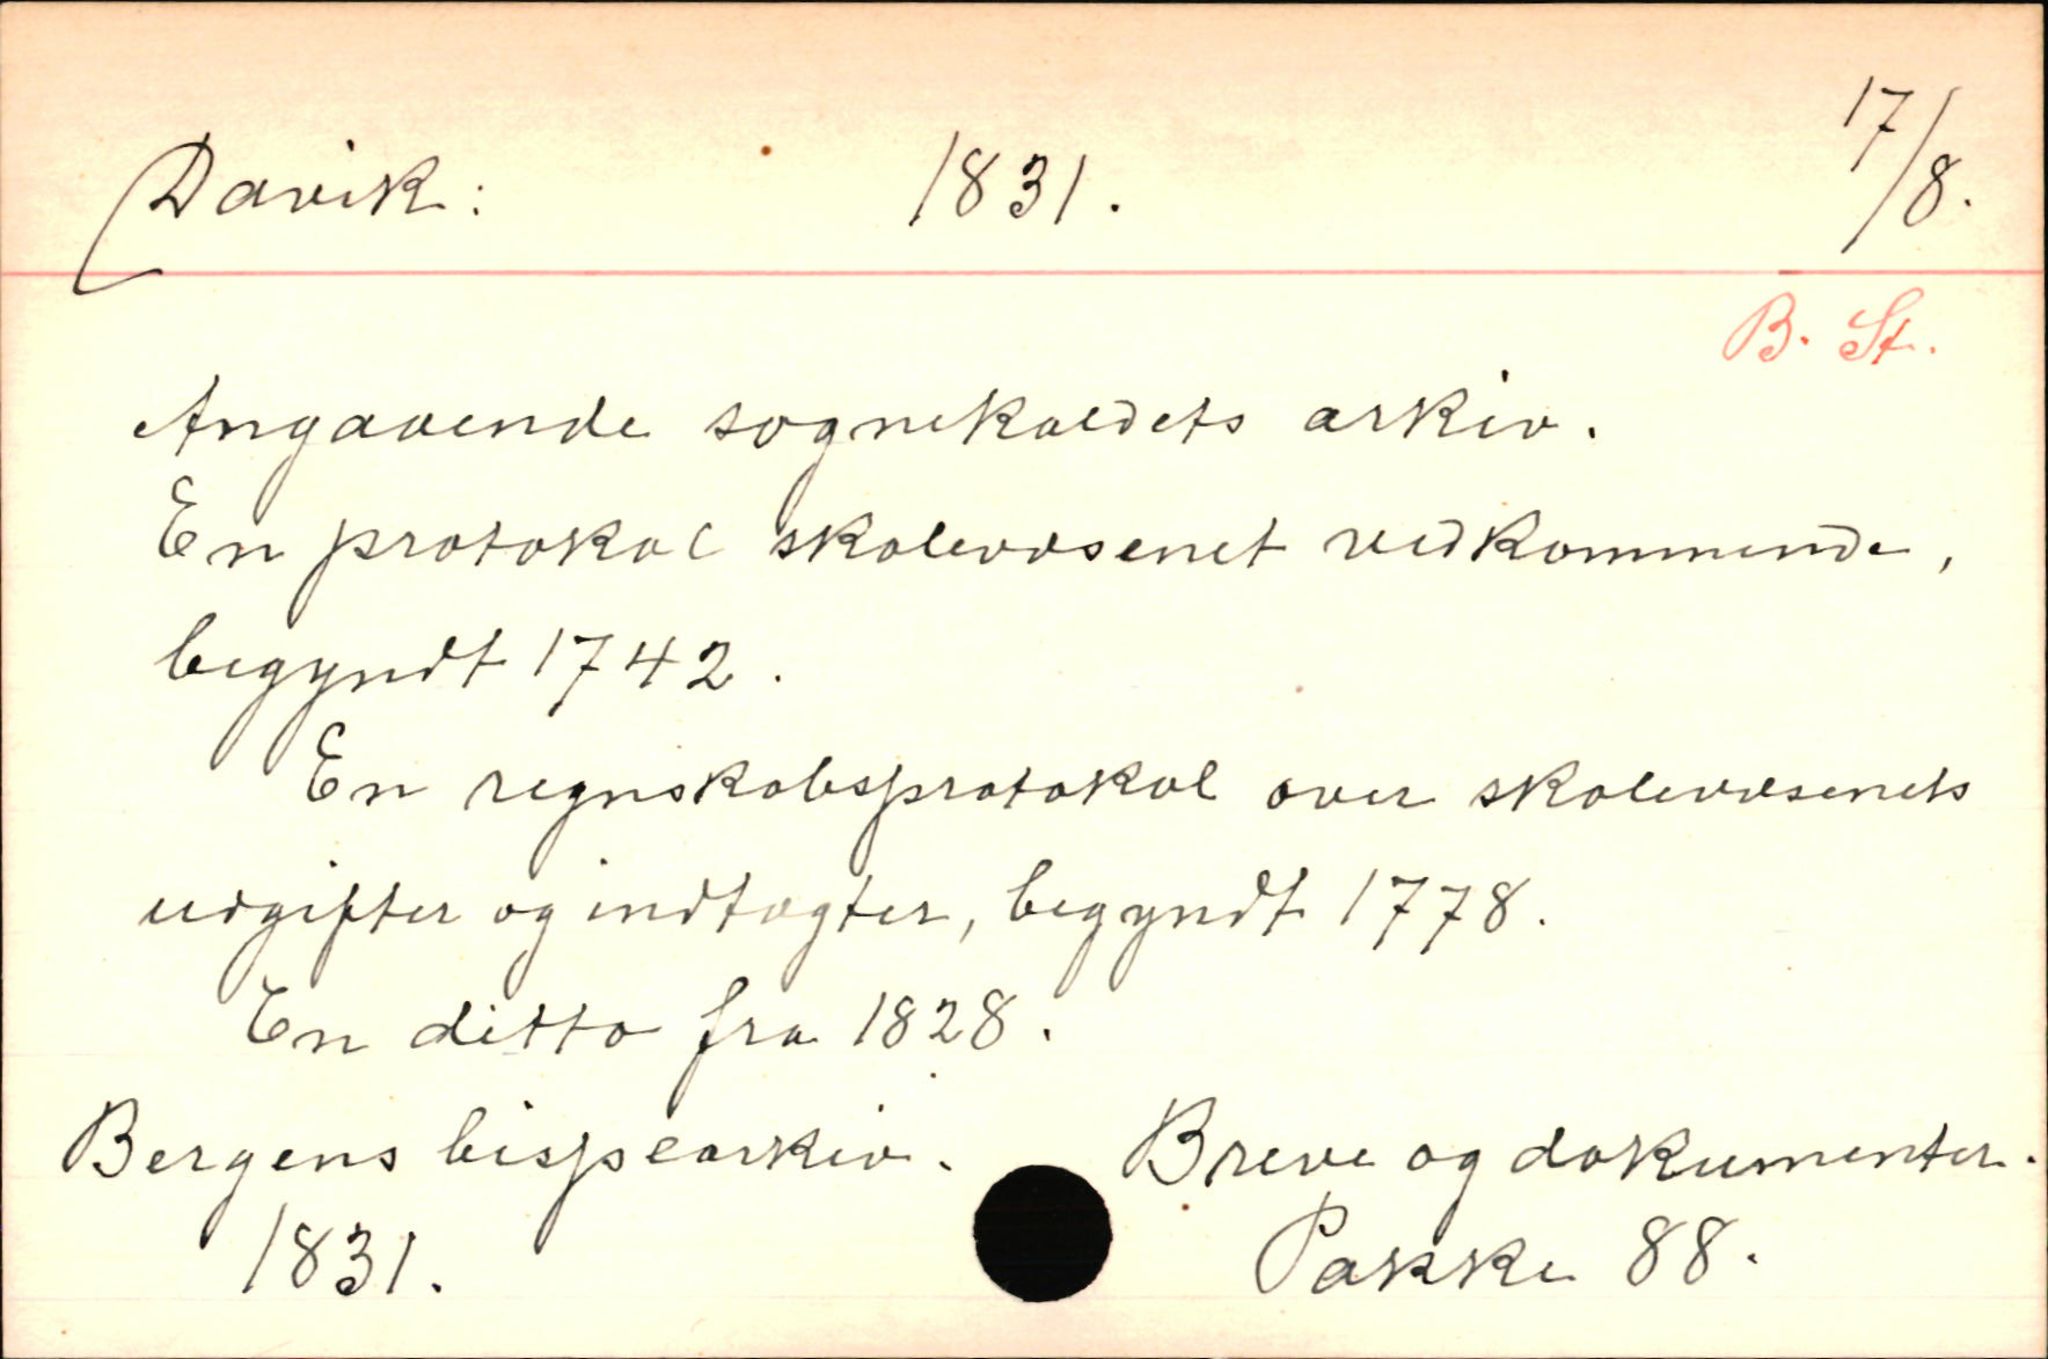 Davik: 1831. 17/8.
B. St.
Angaaende sognekaldets arkiv.
En protokol skolevæsenet vedkommende,
begyndt 1742.
En regnskabsprotokol over skolevæsenets
udgifter og indtægter, begyndt 1778.
En ditto fra 1828.
Bergens bispearkiv. Breve og dokumenter.
1831. Pakke 88.